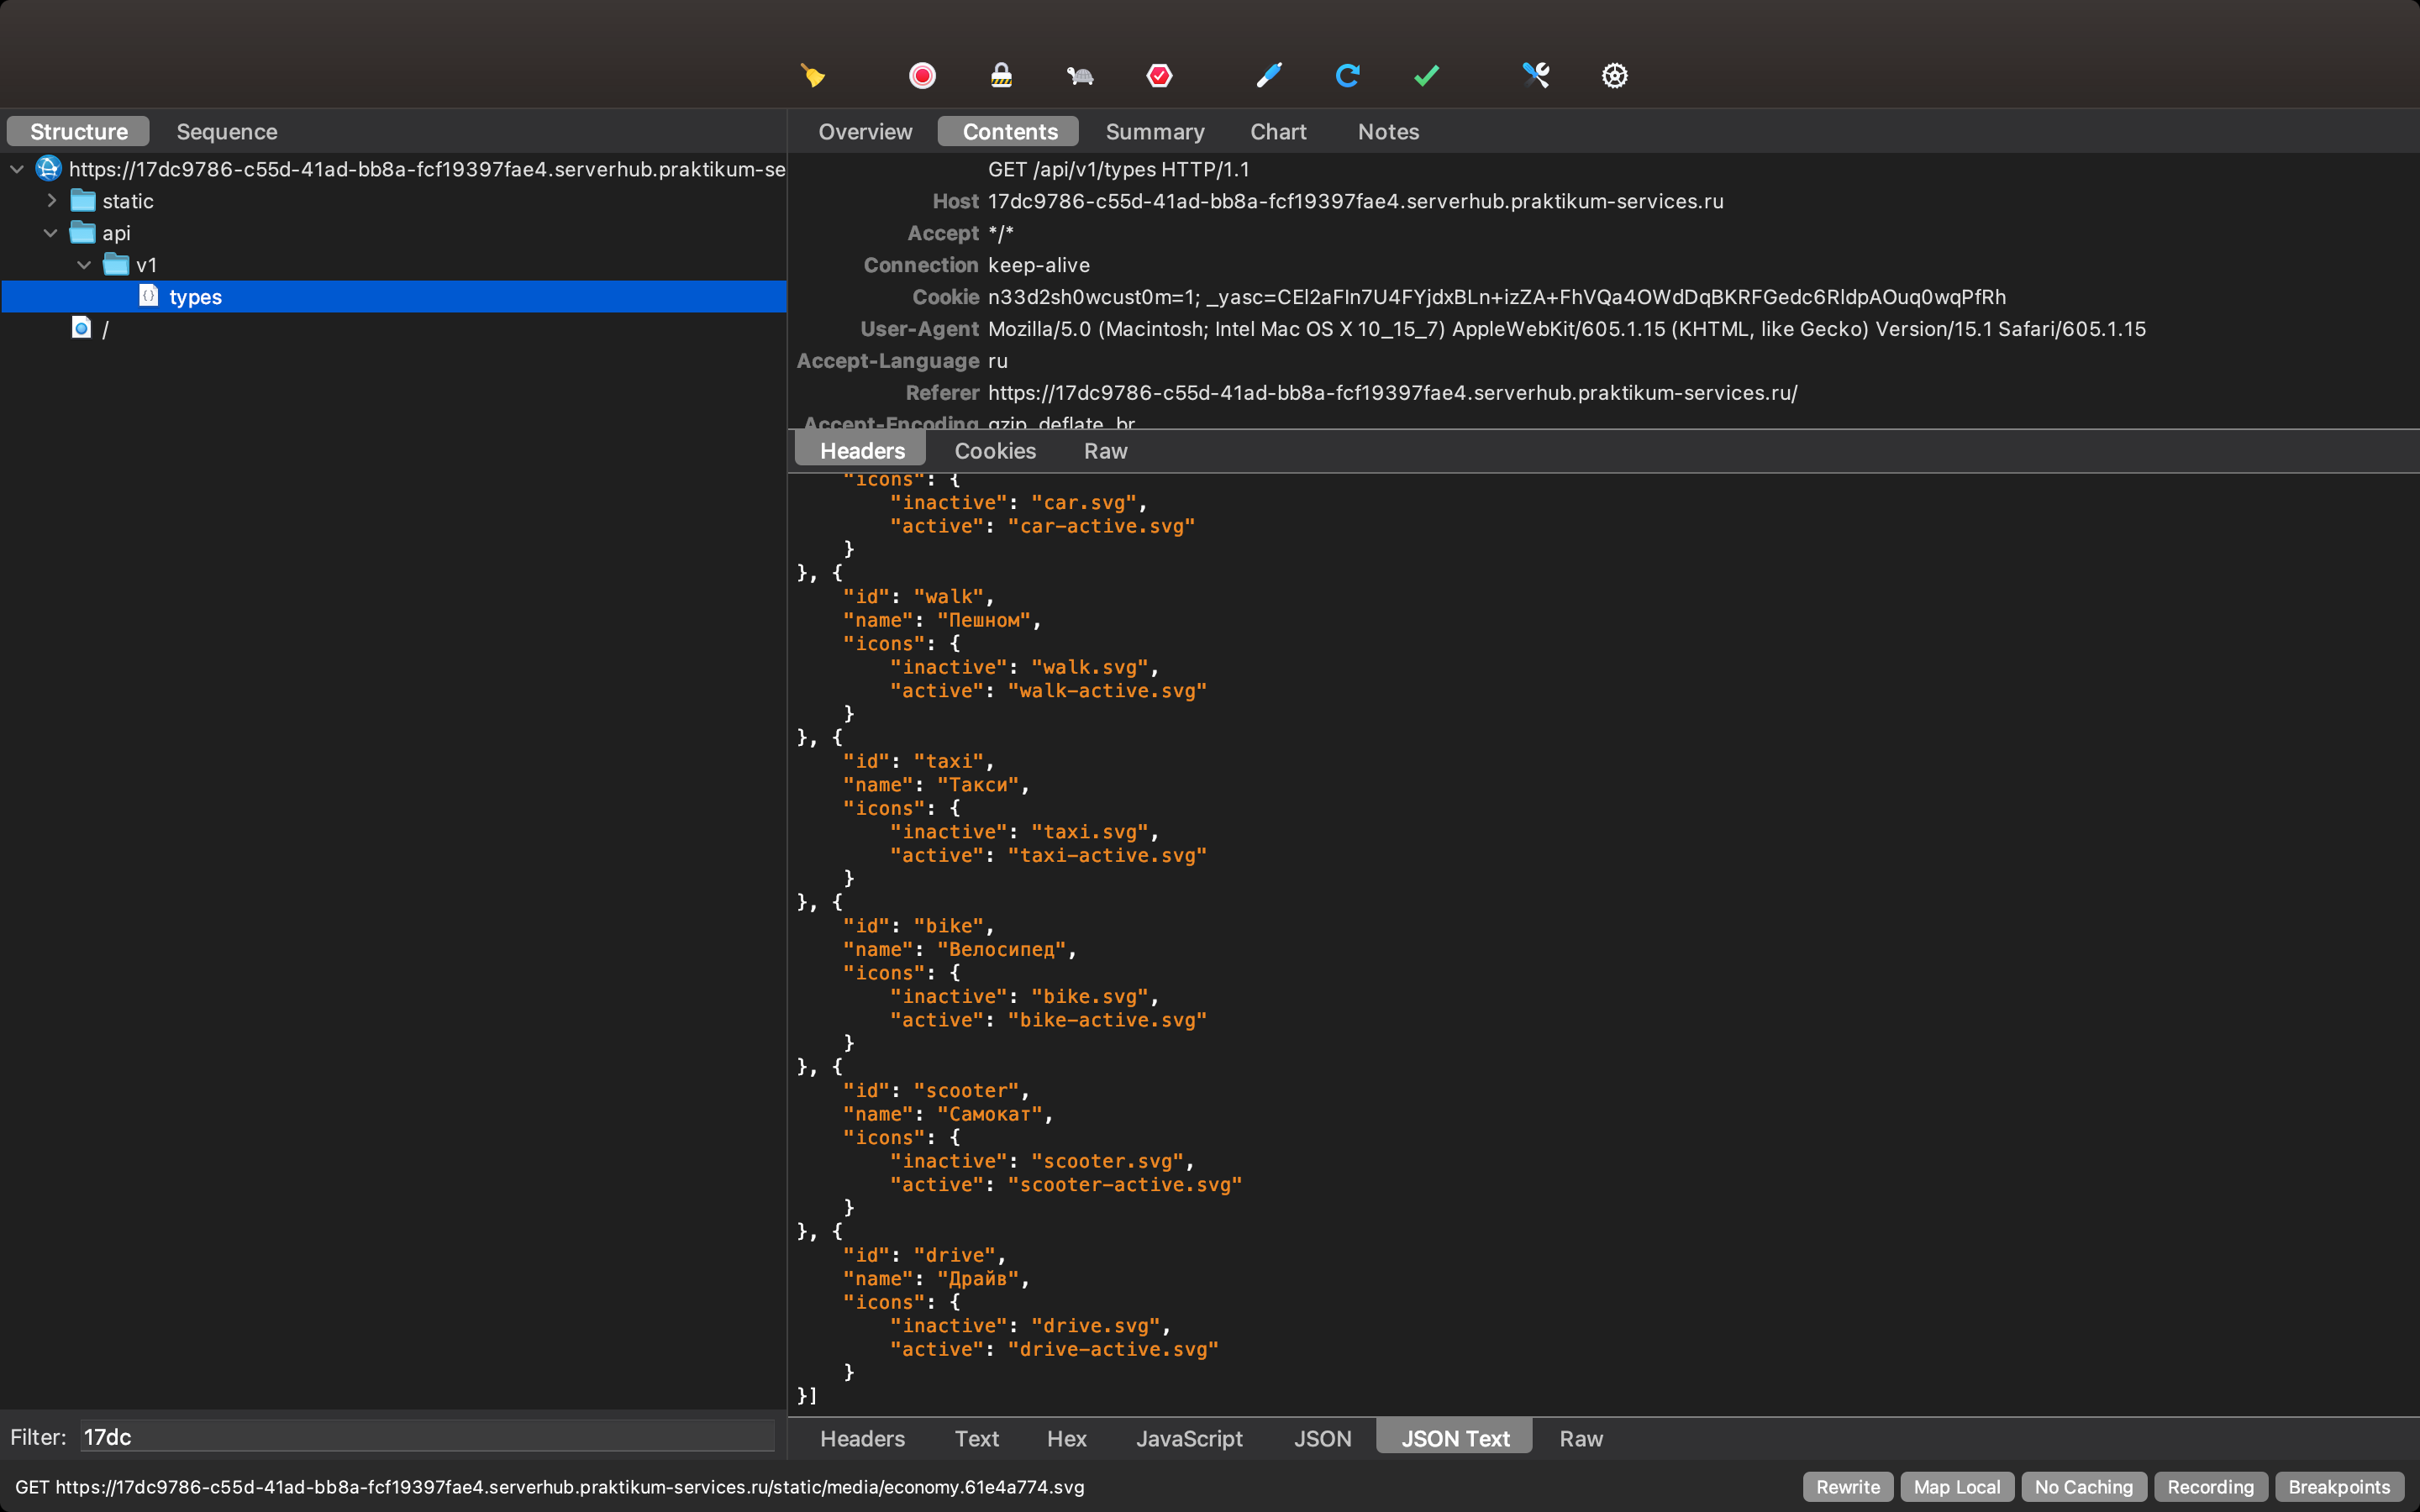 Structure Sequence
https://17dc9786-c55d-41ad-bb8a-fcf19397fae4.serverhub.praktikum-se
static
api
v1
types
/
Filter: 17dc
Overview Contents Summary Chart Notes
GET /api/v1/types HTTP/1.1
Host 17dc9786-c55d-41ad-bb8a-fcf19397fae4.serverhub.praktikum-services.ru
Accept */*
Connection keep-alive
Cookie n33d2sh0wcust0m=1; _yasc=CEl2aFIn7U4FYjdxBLn+izZA+FhVQa4OWdDqBKRFGedc6RldpAOuq0wqPfRh
User-Agent Mozilla/5.0 (Macintosh; Intel Mac OS X 10_15_7) AppleWebKit/605.1.15 (KHTML, like Gecko) Version/15.1 Safari/605.1.15
Accept-Language ru
Referer https://17dc9786-c55d-41ad-bb8a-fcf19397fae4.serverhub.praktikum-services.ru/
Accept-Encoding gzip, deflate, br
Headers Cookies Raw
"icons": {
"inactive": "car.svg",
"active": "car-active.svg"
}
}, {
"id": "walk",
"name": "Пешном",
"icons": {
"inactive": "walk.svg",
"active": "walk-active.svg"
}
}, {
"id": "taxi",
"name": "Такси",
"icons": {
"inactive": "taxi.svg",
"active": "taxi-active.svg"
}
}, {
"id": "bike",
"name": "Велосипед",
"icons": {
"inactive": "bike.svg",
"active": "bike-active.svg"
}
}, {
"id": "scooter",
"name": "Самокат",
"icons": {
"inactive": "scooter.svg",
"active": "scooter-active.svg"
}
}, {
"id": "drive",
"name": "Драйв",
"icons": {
"inactive": "drive.svg",
"active": "drive-active.svg"
}
}]
Headers Text Hex JavaScript JSON JSON Text Raw
GET https://17dc9786-c55d-41ad-bb8a-fcf19397fae4.serverhub.praktikum-services.ru/static/media/economy.61e4a774.svg
Rewrite Map Local No Caching Recording Breakpoints